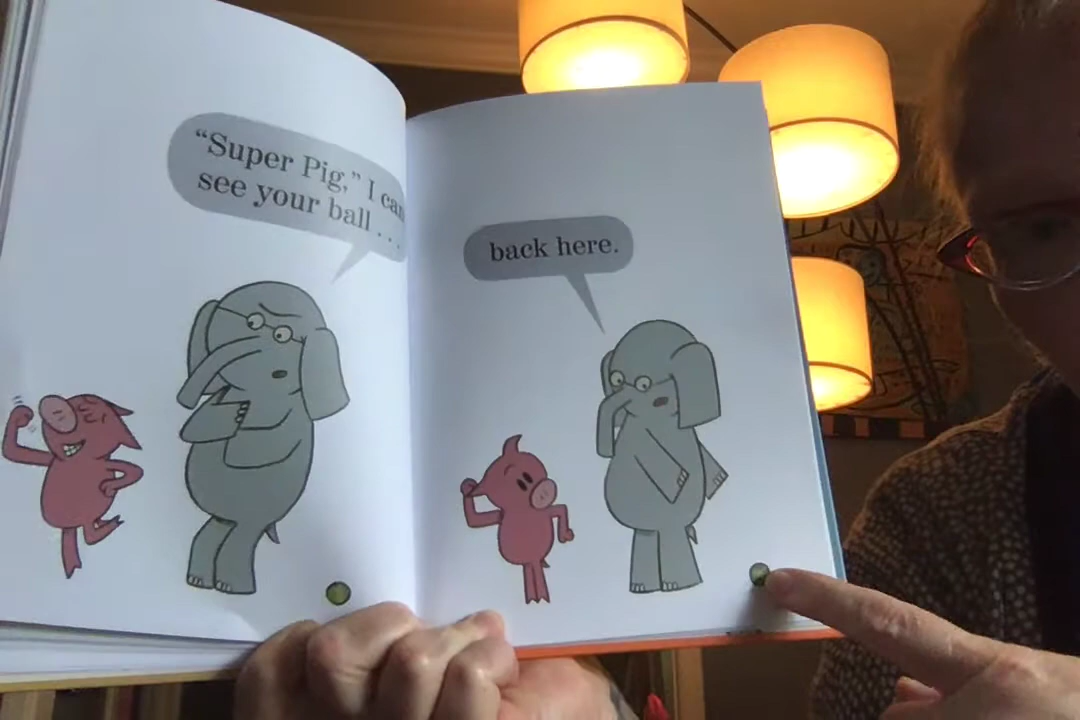 “Super Pig,” I can
see your ball . . .
back here.